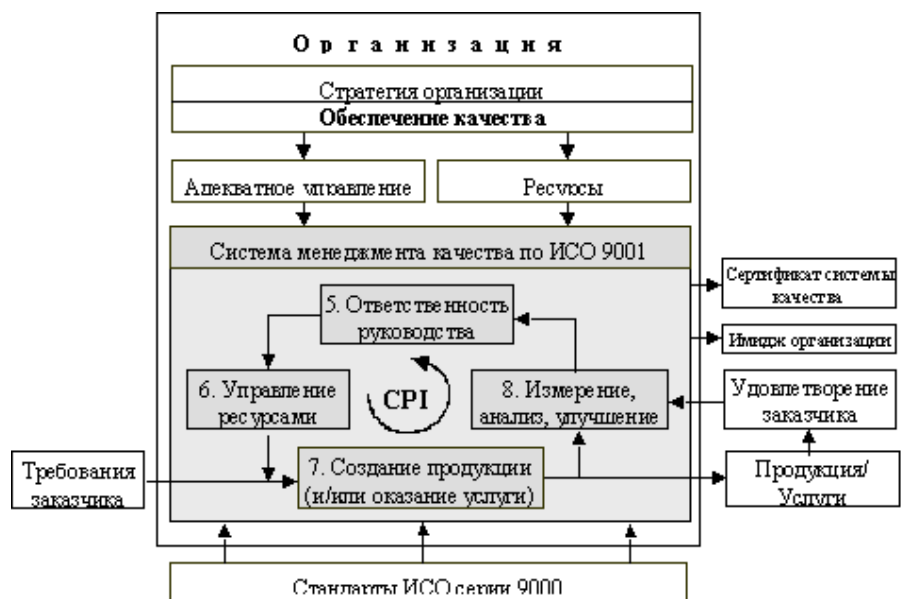 Организация
Стратегия организации
Обеспечение качества
Адекватное управление
Ресурсы
Система менеджмента качества по ИСО 9001
Сертификат системы
качества
5. Ответственность
руководства
Имидж организации
6. Управление
ресурсами
CPI
8. Измерение,
анализ, улучшение
Удовлетворение
заказчика
Требования
заказчика
7. Создание продукции
(и/или оказание услуги)
Продукция/
Услуги
Стандарты ИСО серии 9000